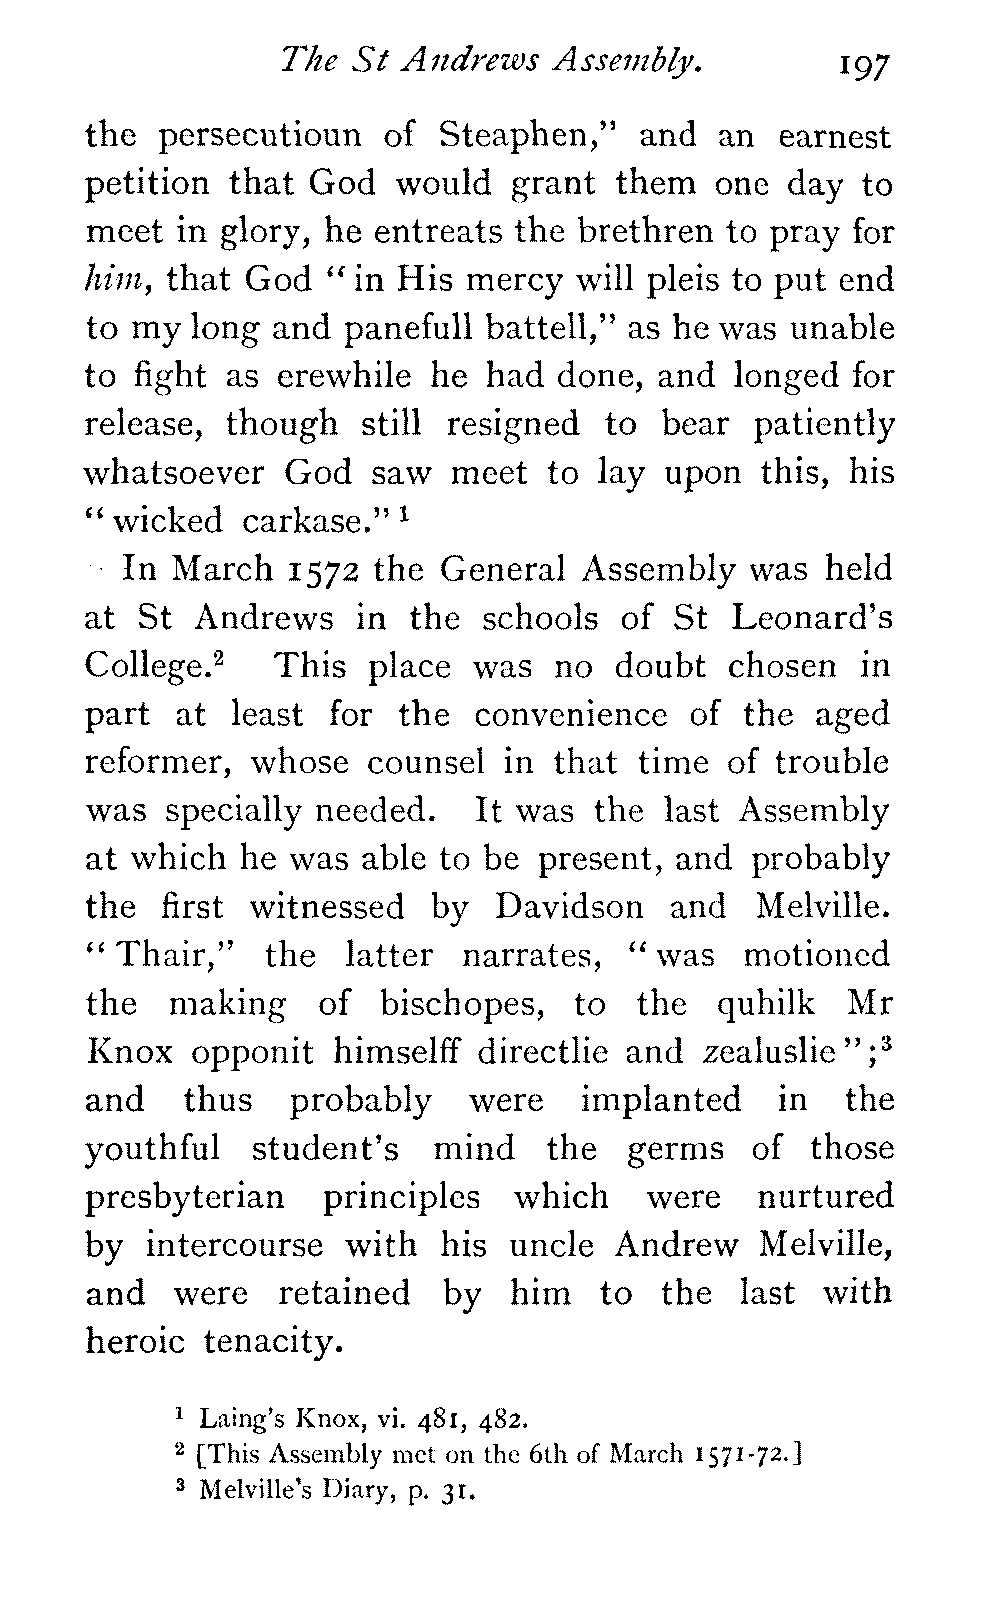 The St Andrews Assembly. 197
the persecutioun of Steaphen,” and an earnest
petition that God would grant them one day to
meet in glory, he entreats the brethren to pray for
him, that God “ in His mercy will pleis to put end
to my long and panefull battell,” as he was unable
to fight as erewhile he had done, and longed for
release, though still resigned to bear patiently
whatsoever God saw meet to lay upon this, his
“ wicked carkase.” ¹
In March 1572 the General Assembly was held
at St Andrews in the schools of St Leonard’s
College.² This place was no doubt chosen in
part at least for the convenience of the aged
reformer, whose counsel in that time of trouble
was specially needed. It was the last Assembly
at which he was able to be present, and probably
the first witnessed by Davidson and Melville.
“ Thair,” the latter narrates, “ was motioned
the making of bischopes, to the quhilk Mr
Knox opponit himselff directlie and zealuslie ” ;³
and thus probably were implanted in the
youthful student’s mind the germs of those
presbyterian principles which were nurtured
by intercourse with his uncle Andrew Melville,
and were retained by him to the last with
heroic tenacity.
¹ Laing’s Knox, vi. 481, 482.
² [This Assembly met on the 6th of March 1571-72.]
³ Melville’s Diary, p. 31.